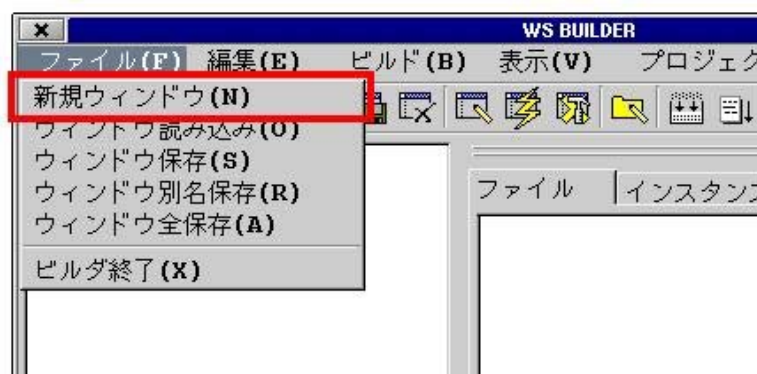 WS BUILDER
ファイル(F) 編集(E) ビルド(B) 表示(V) プロジェク
新規ウィンドウ(N)
ウィンドウ読み込み(O)
ウィンドウ保存(S)
ウィンドウ別名保存(R)
ウィンドウ全保存(A)
ビルダ終了(X)
ファイル インスタンス